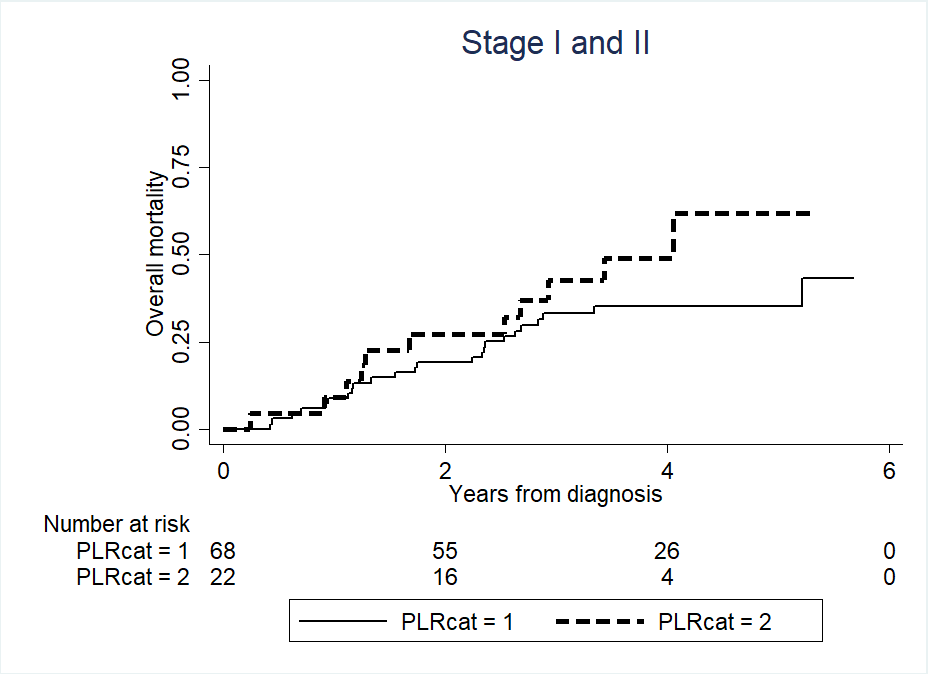 Stage I and II
Overall mortality
1.00
0.75
0.50
0.25
0.00
0 2 4 6
Years from diagnosis
Number at risk
PLRcat = 1 68 55 26 0
PLRcat = 2 22 16 4 0
PLRcat = 1 PLRcat = 2